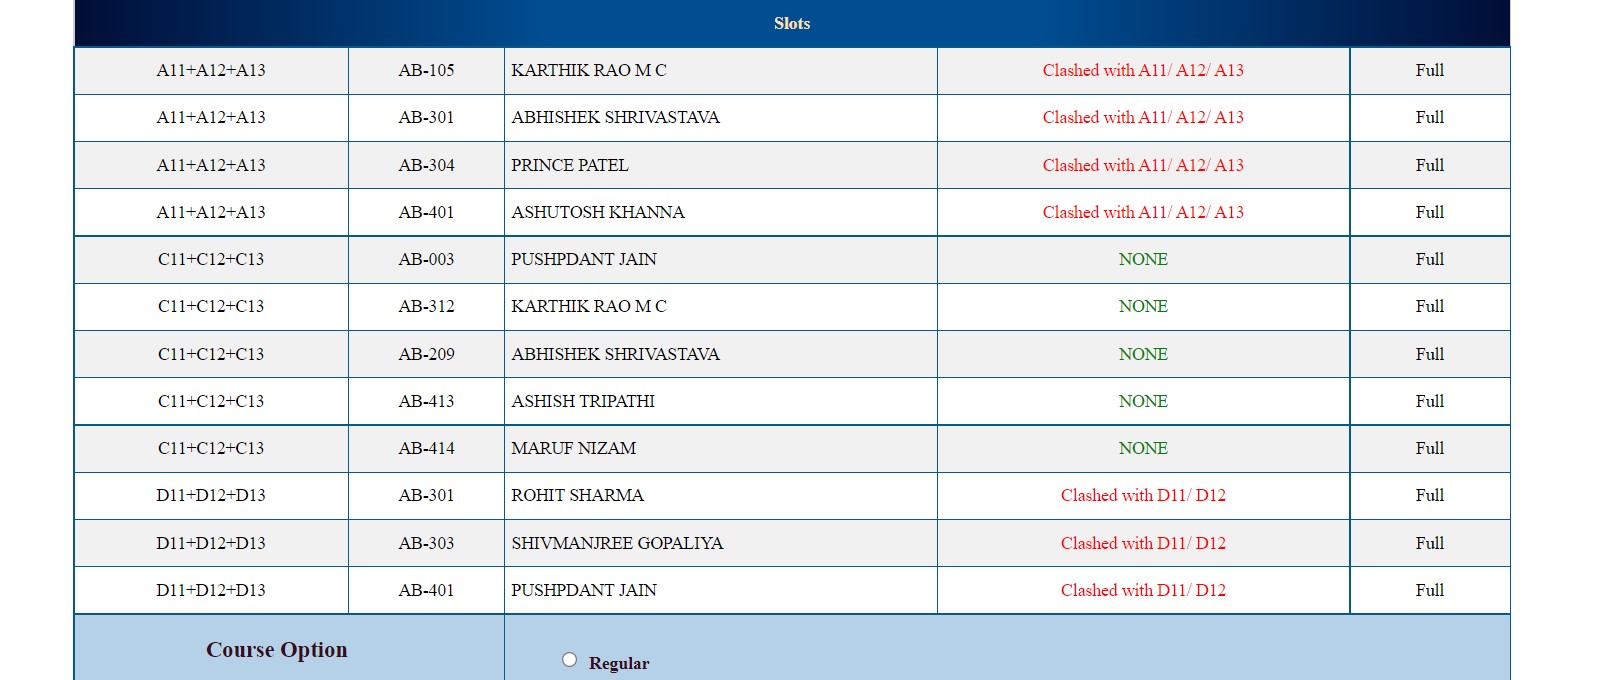 Slots
A11+A12+A13 AB-105 KARTHIK RAO M C Clashed with A11/ A12/ A13 Full
A11+A12+A13 AB-301 ABHISHEK SHRIVASTAVA Clashed with A11/ A12/ A13 Full
A11+A12+A13 AB-304 PRINCE PATEL Clashed with A11/ A12/ A13 Full
A11+A12+A13 AB-401 ASHUTOSH KHANNA Clashed with A11/ A12/ A13 Full
C11+C12+C13 AB-003 PUSHPDANT JAIN NONE Full
C11+C12+C13 AB-312 KARTHIK RAO M C NONE Full
C11+C12+C13 AB-209 ABHISHEK SHRIVASTAVA NONE Full
C11+C12+C13 AB-413 ASHISH TRIPATHI NONE Full
C11+C12+C13 AB-414 MARUF NIZAM NONE Full
D11+D12+D13 AB-301 ROHIT SHARMA Clashed with D11/ D12 Full
D11+D12+D13 AB-303 SHIVMANJREE GOPALIYA Clashed with D11/ D12 Full
D11+D12+D13 AB-401 PUSHPDANT JAIN Clashed with D11/ D12 Full
Course Option
Regular